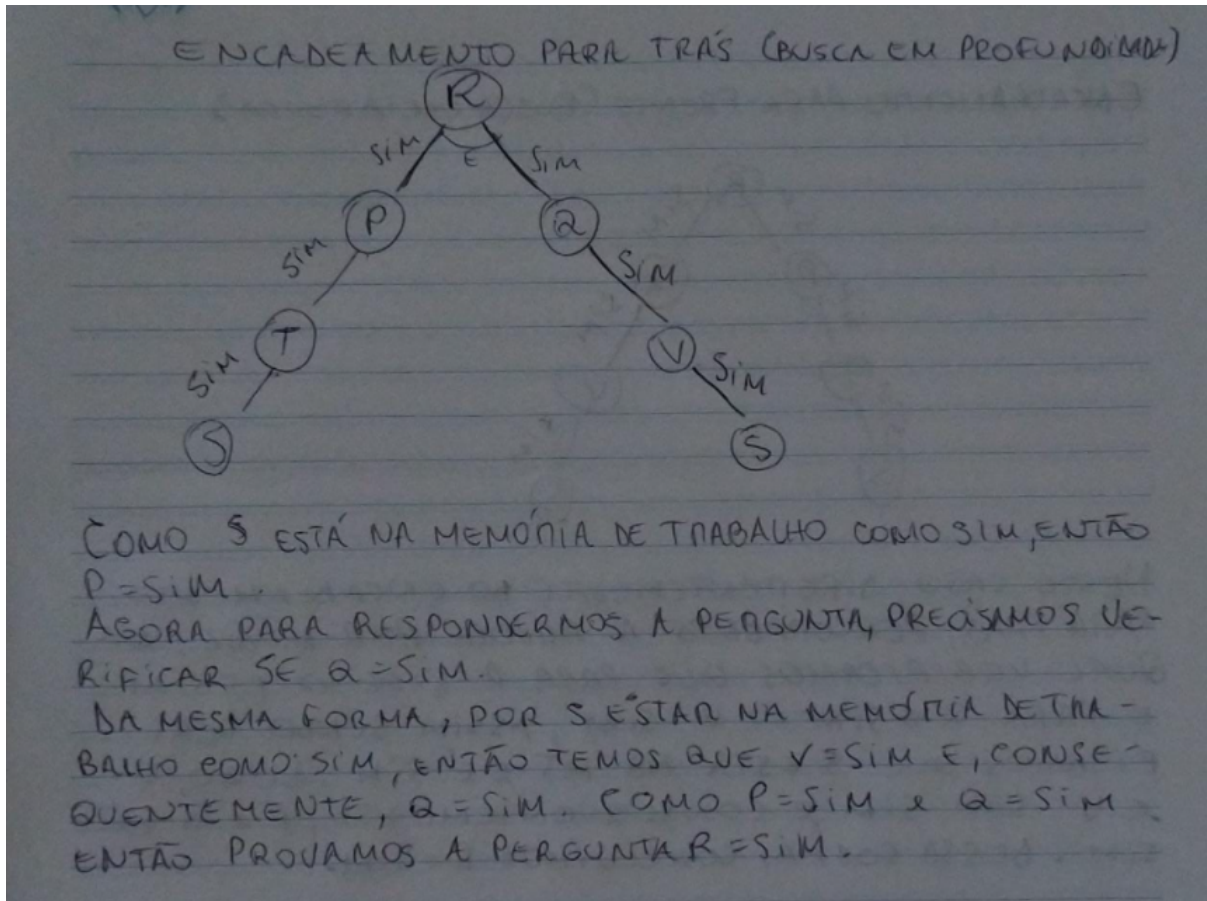 ENCADEAMENTO PARA TRÁS (BUSCA EM PROFUNDIDADE)
R
SIM E SIM
P Q
SIM SIM
T V
SIM SIM
S S
COMO S ESTÁ NA MEMÓRIA DE TRABALHO COMO SIM, ENTÃO
P=SIM.
AGORA PARA RESPONDERMOS A PERGUNTA, PRECISAMOS VE-
RIFICAR SE Q=SIM.
DA MESMA FORMA, POR S ESTAR NA MEMÓRIA DE TRA-
BALHO COMO SIM, ENTÃO TEMOS QUE V=SIM E, CONSE-
QUENTEMENTE, Q=SIM. COMO P=SIM e Q=SIM
ENTÃO PROVAMOS A PERGUNTA R=SIM.